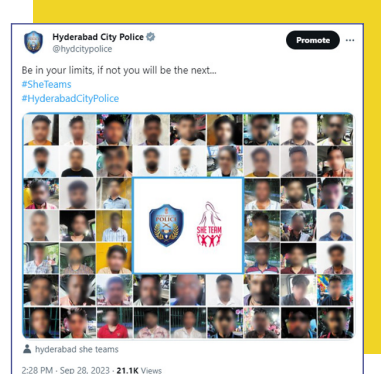 Hyderabad City Police
@hydcitypolice
Promote
Be in your limits, if not you will be the next...
#SheTeams
#HyderabadCityPolice
POLICE
SHE TEAM
hyderabad she teams
2:28 PM · Sep 28, 2023 · 21.1K Views